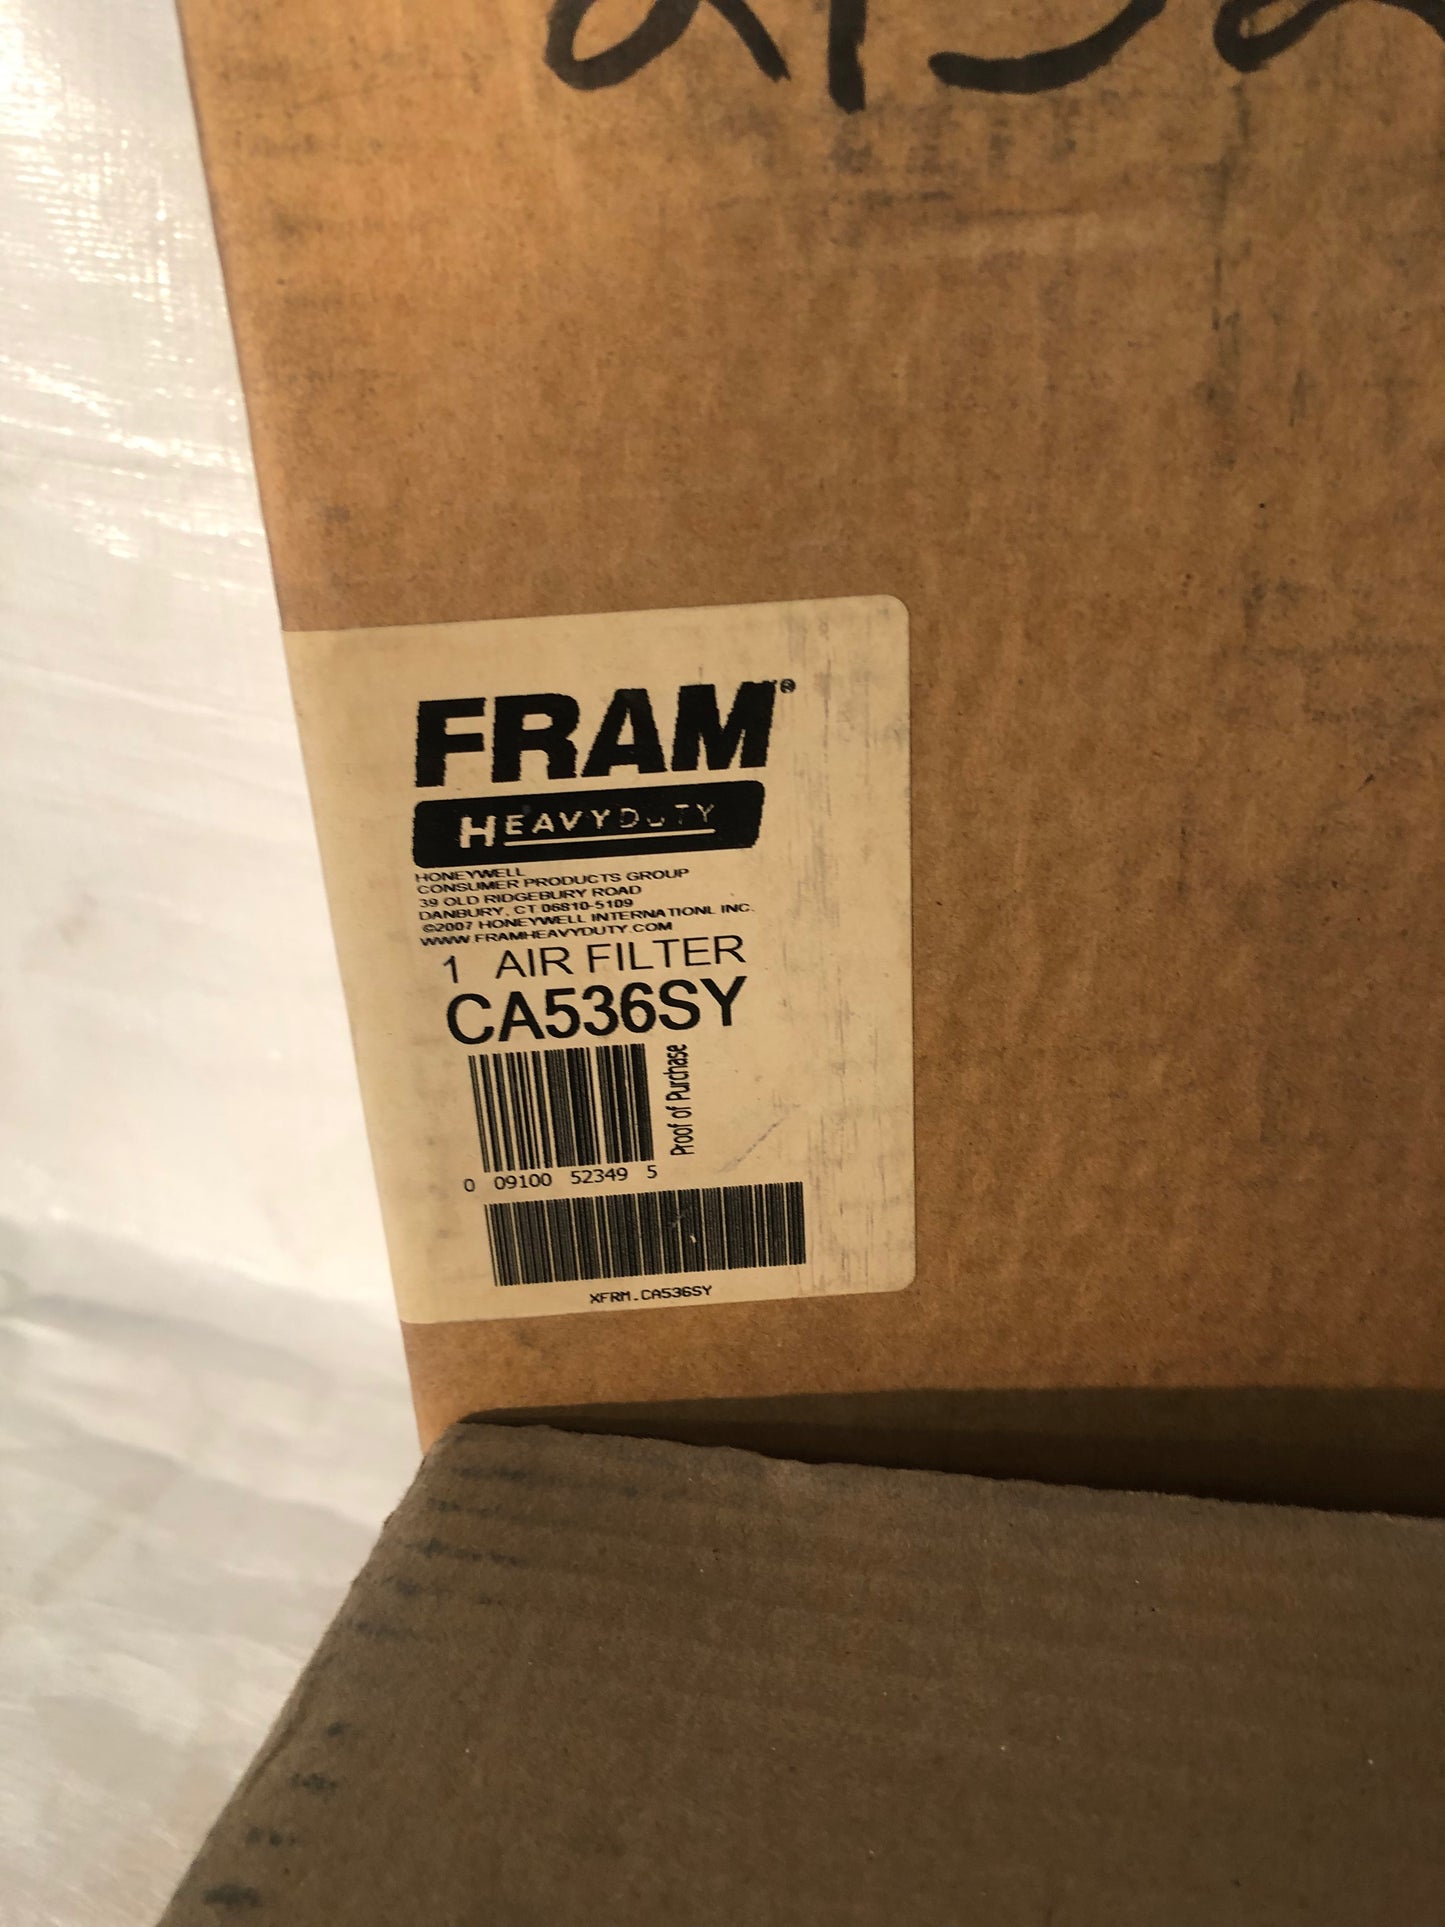 FRAM®
HEAVYDUTY
HONEYWELL
CONSUMER PRODUCTS GROUP
39 OLD RIDGEBURY ROAD
DANBURY, CT 06810-5109
©2007 HONEYWELL INTERNATIONL INC.
WWW.FRAMHEAVYDUTY.COM
1 AIR FILTER
CA536SY
Proof of Purchase
0 09100 52349 5
XFRM.CA536SY